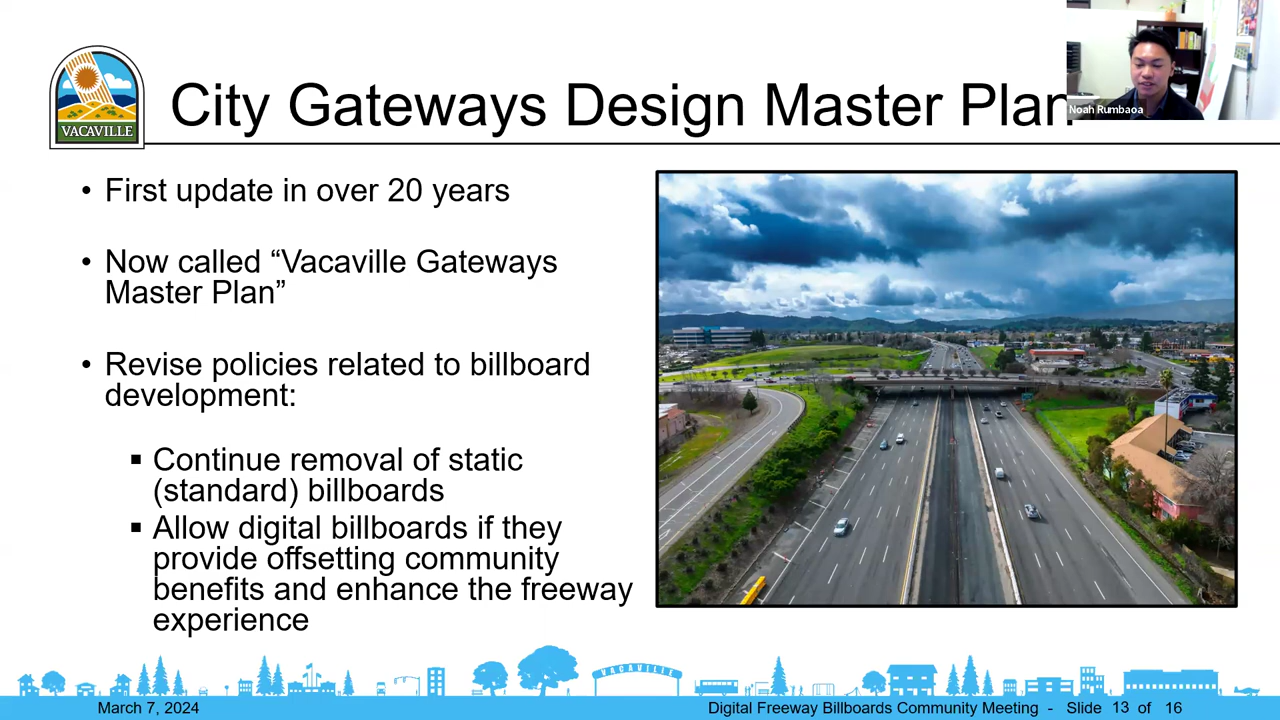 VACAVILLE
City Gateways Design Master Plan
Noah Rumbaoa
• First update in over 20 years
• Now called “Vacaville Gateways
Master Plan”
• Revise policies related to billboard
development:
▪ Continue removal of static
(standard) billboards
▪ Allow digital billboards if they
provide offsetting community
benefits and enhance the freeway
experience
VACAVILLE
March 7, 2024
Digital Freeway Billboards Community Meeting - Slide 13 of 16